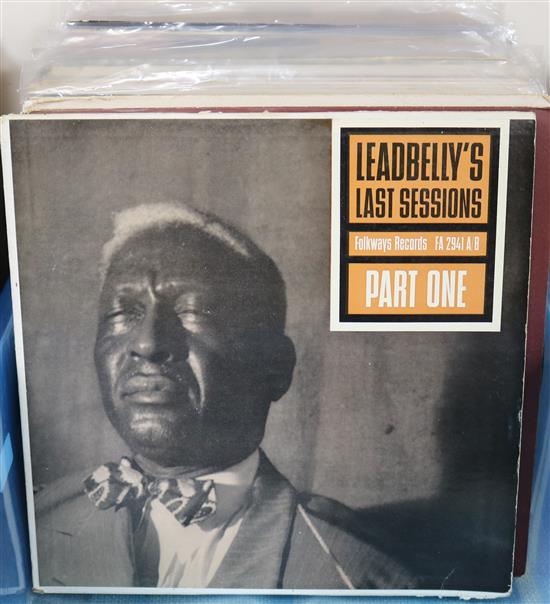 LEADBELLY'S
LAST SESSIONS
Folkways Records FA 2941 A/B
PART ONE